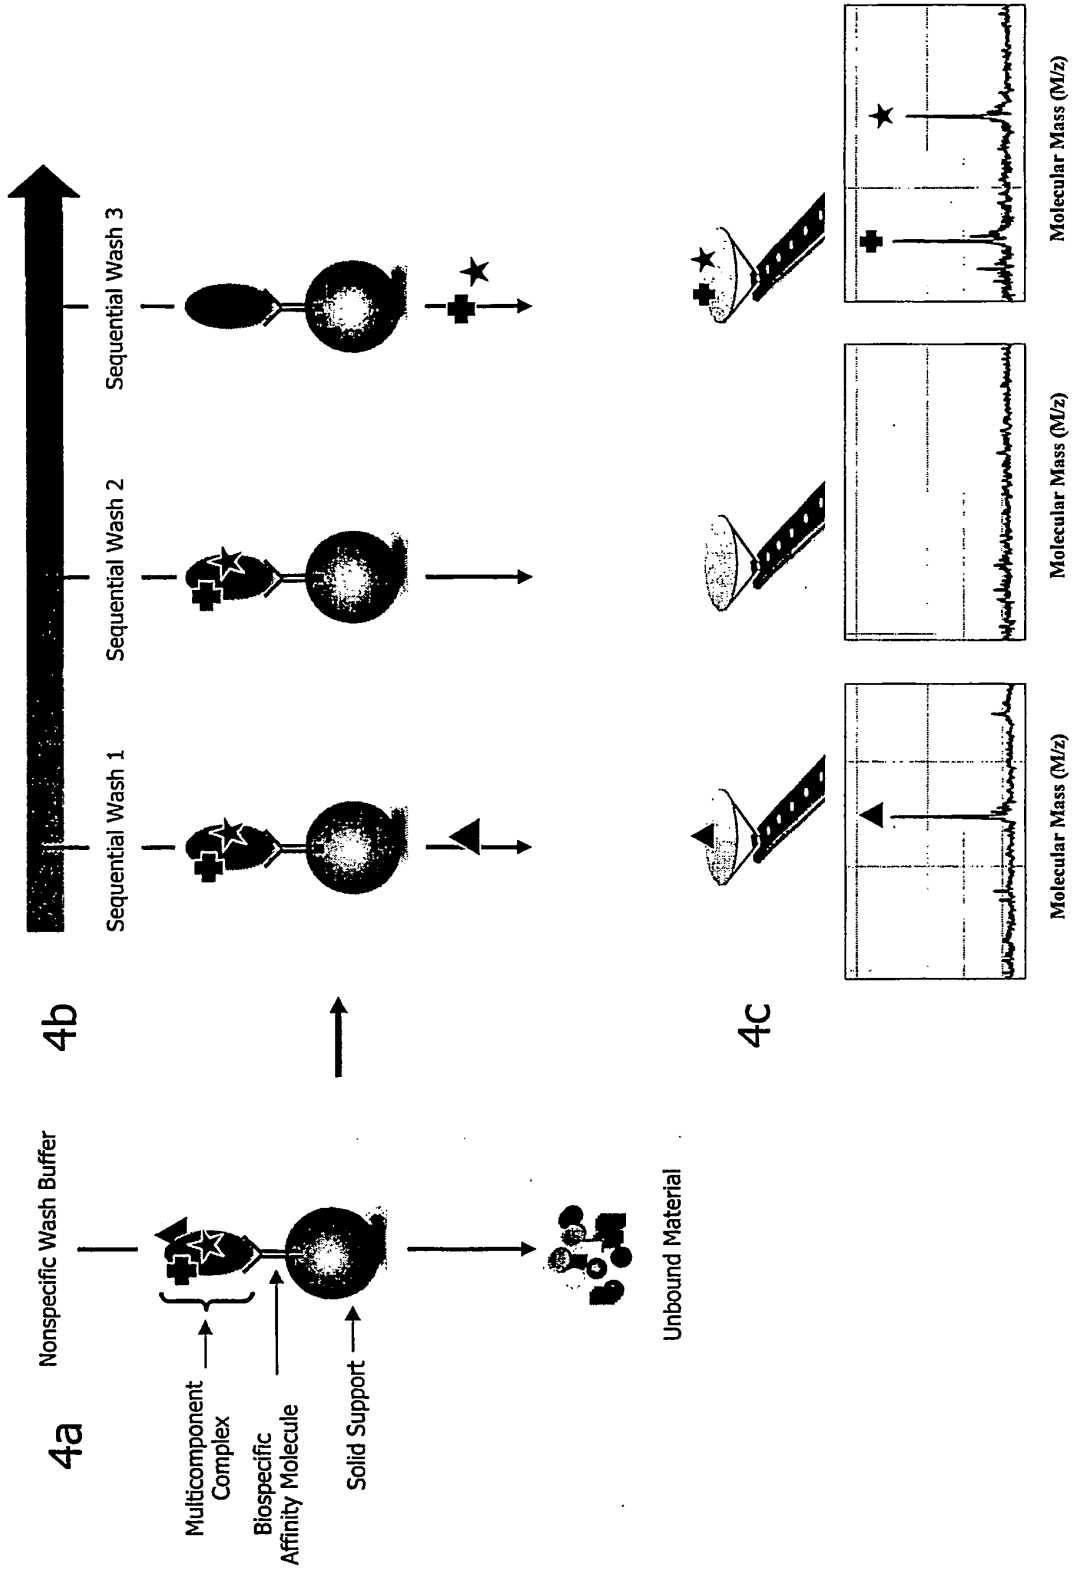 4a
Nonspecific Wash Buffer
Multicomponent
Complex
Biospecific
Affinity Molecule
Solid Support
Unbound Material
4b
Sequential Wash 1
Sequential Wash 2
Sequential Wash 3
4c
Molecular Mass (M/z)
Molecular Mass (M/z)
Molecular Mass (M/z)